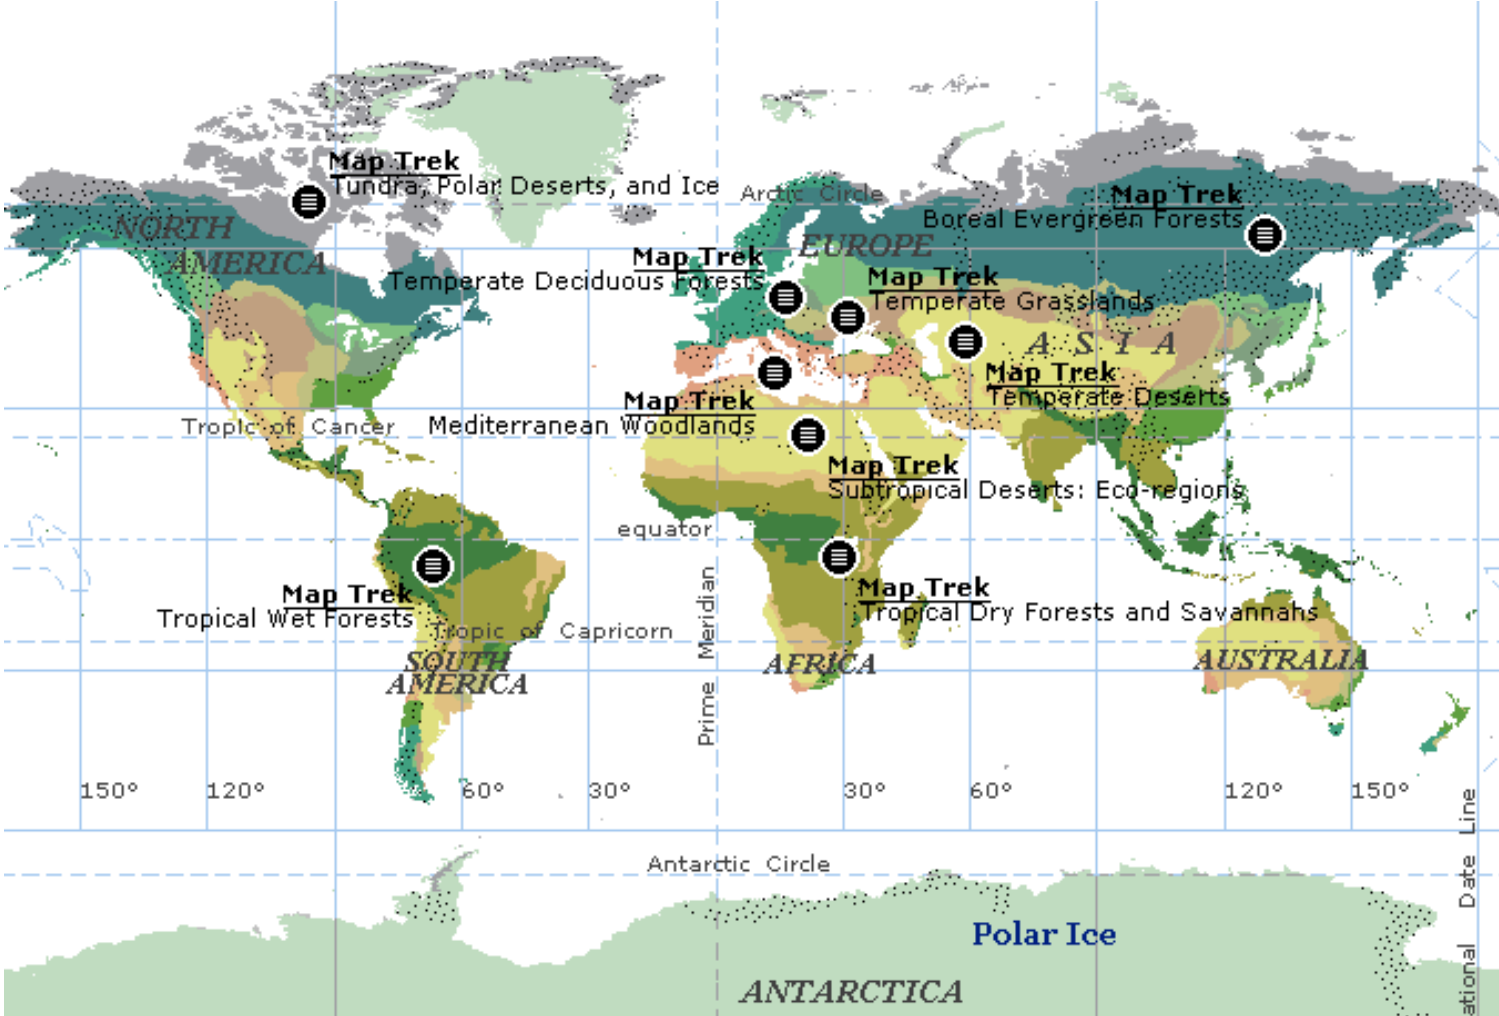 Map Trek
Tundra, Polar Deserts, and Ice
Arctic Circle
Map Trek
Boreal Evergreen Forests
NORTH
AMERICA
EUROPE
Map Trek
Temperate Deciduous Forests
Map Trek
Temperate Grasslands
ASIA
Map Trek
Temperate Deserts
Map Trek
Mediterranean Woodlands
Tropic of Cancer
Map Trek
Subtropical Deserts: Eco-regions
equator
Map Trek
Tropical Wet Forests
Map Trek
Tropical Dry Forests and Savannahs
Tropic of Capricorn
Prime Meridian
SOUTH
AMERICA
AFRICA
AUSTRALIA
150° 120° 60° 30° 30° 60° 120° 150°
Antarctic Circle
Polar Ice
ANTARCTICA
ational Date Line